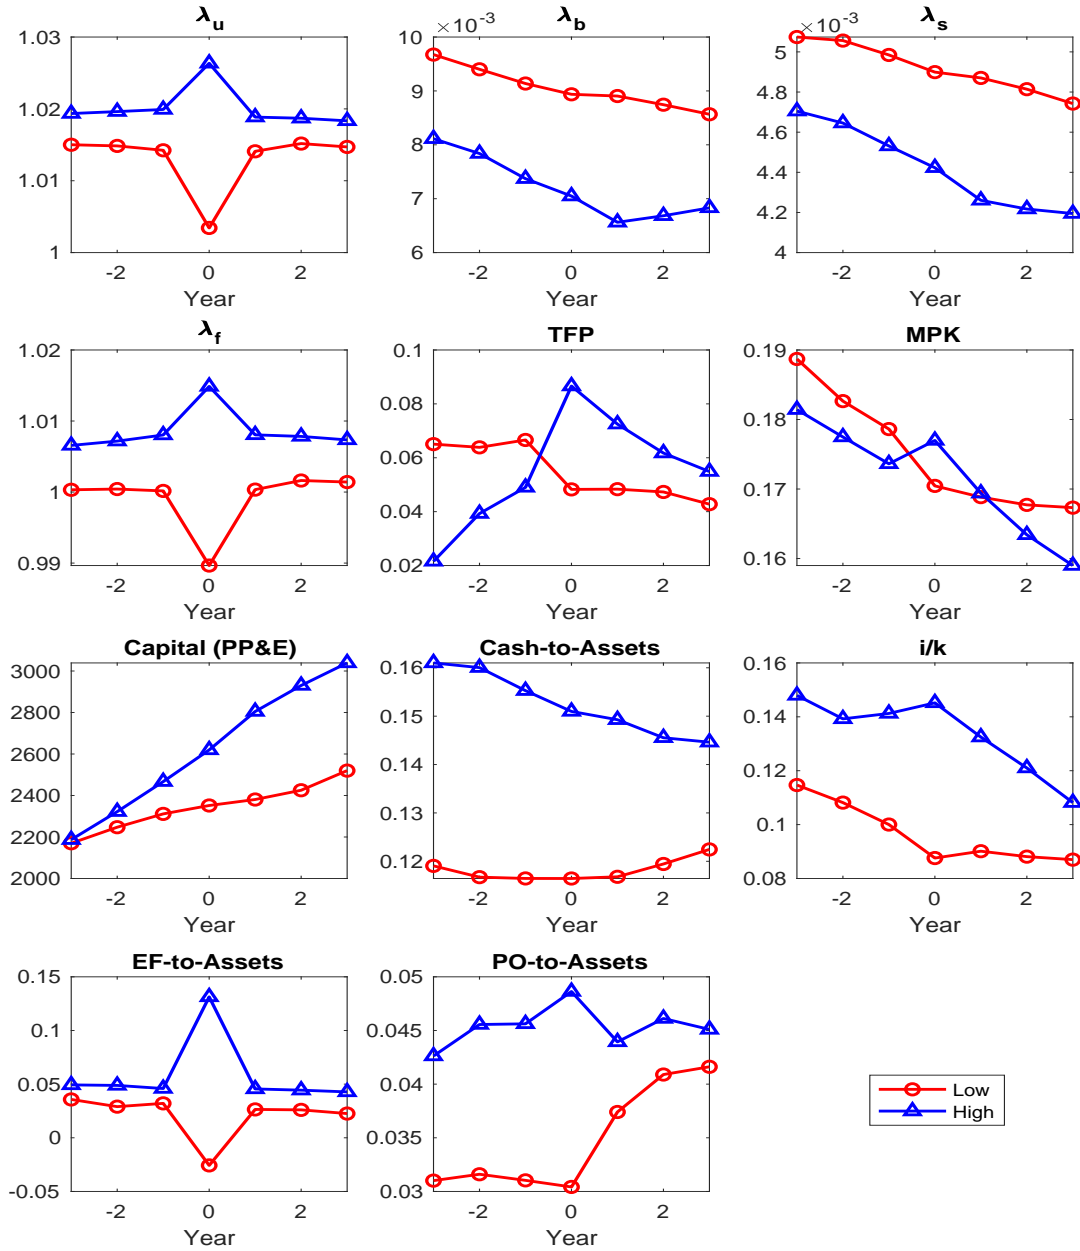 λu λb λs
×10⁻³ ×10⁻³
1.03 1.02 1.01 1
10 9 8 7 6
5 4.8 4.6 4.4 4.2 4
-2 0 2 -2 0 2 -2 0 2
Year Year Year
λf TFP MPK
1.02 1.01 1 0.99
0.1 0.08 0.06 0.04 0.02
0.19 0.18 0.17 0.16
-2 0 2 -2 0 2 -2 0 2
Year Year Year
Capital (PP&E) Cash-to-Assets i/k
3000 2800 2600 2400 2200 2000
0.16 0.15 0.14 0.13 0.12
0.16 0.14 0.12 0.1 0.08
-2 0 2 -2 0 2 -2 0 2
Year Year Year
EF-to-Assets PO-to-Assets
0.15 0.1 0.05 0 -0.05
0.05 0.045 0.04 0.035 0.03
-2 0 2 -2 0 2
Year Year
Low
High